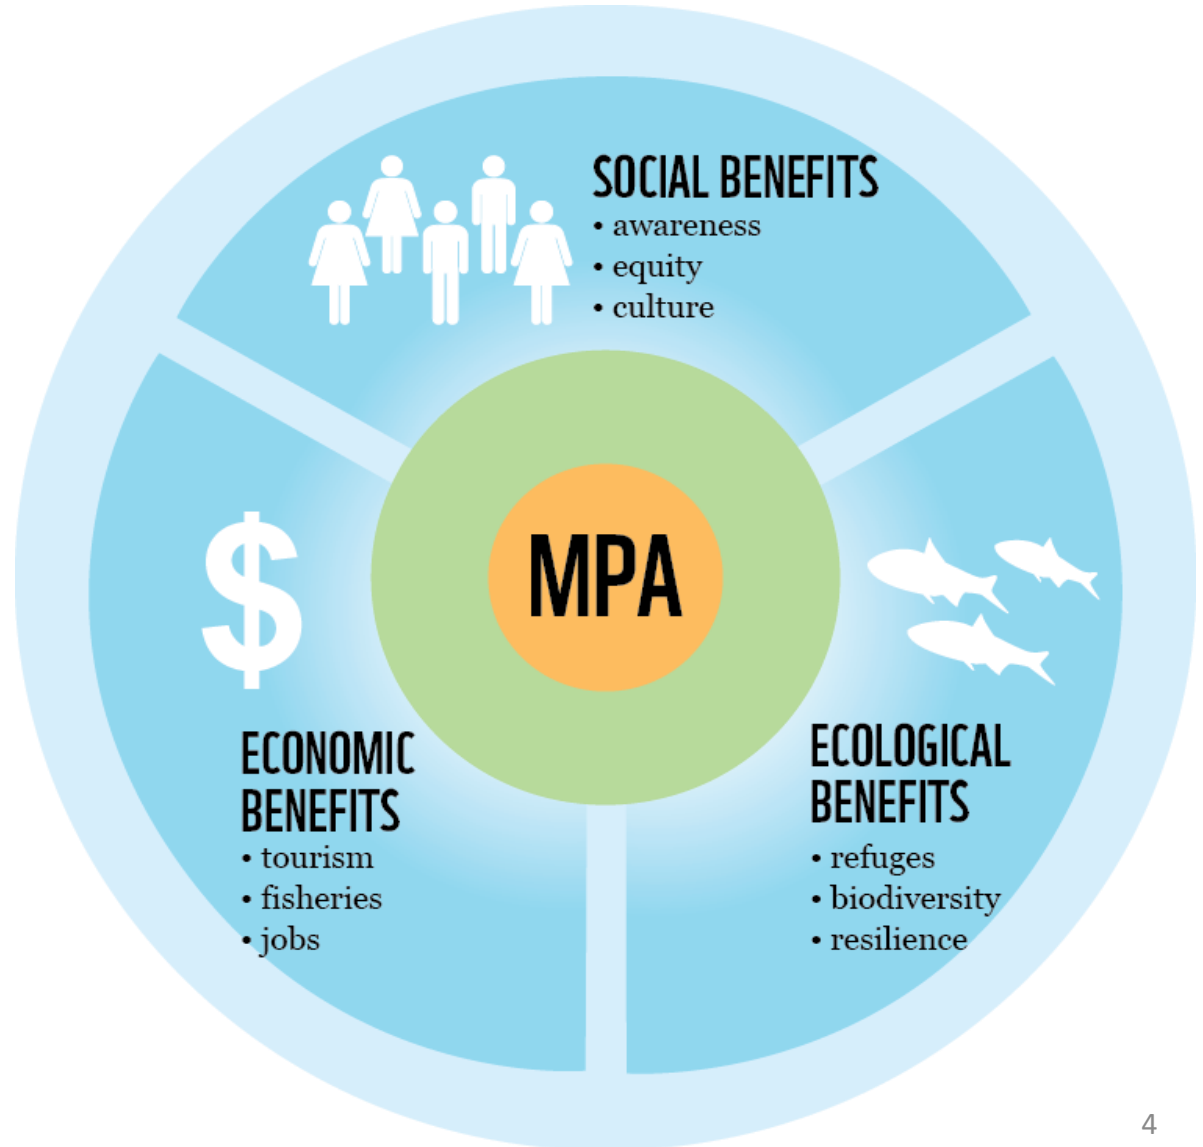 SOCIAL BENEFITS
• awareness
• equity
• culture
MPA
$
ECONOMIC
BENEFITS
• tourism
• fisheries
• jobs
ECOLOGICAL
BENEFITS
• refuges
• biodiversity
• resilience
4